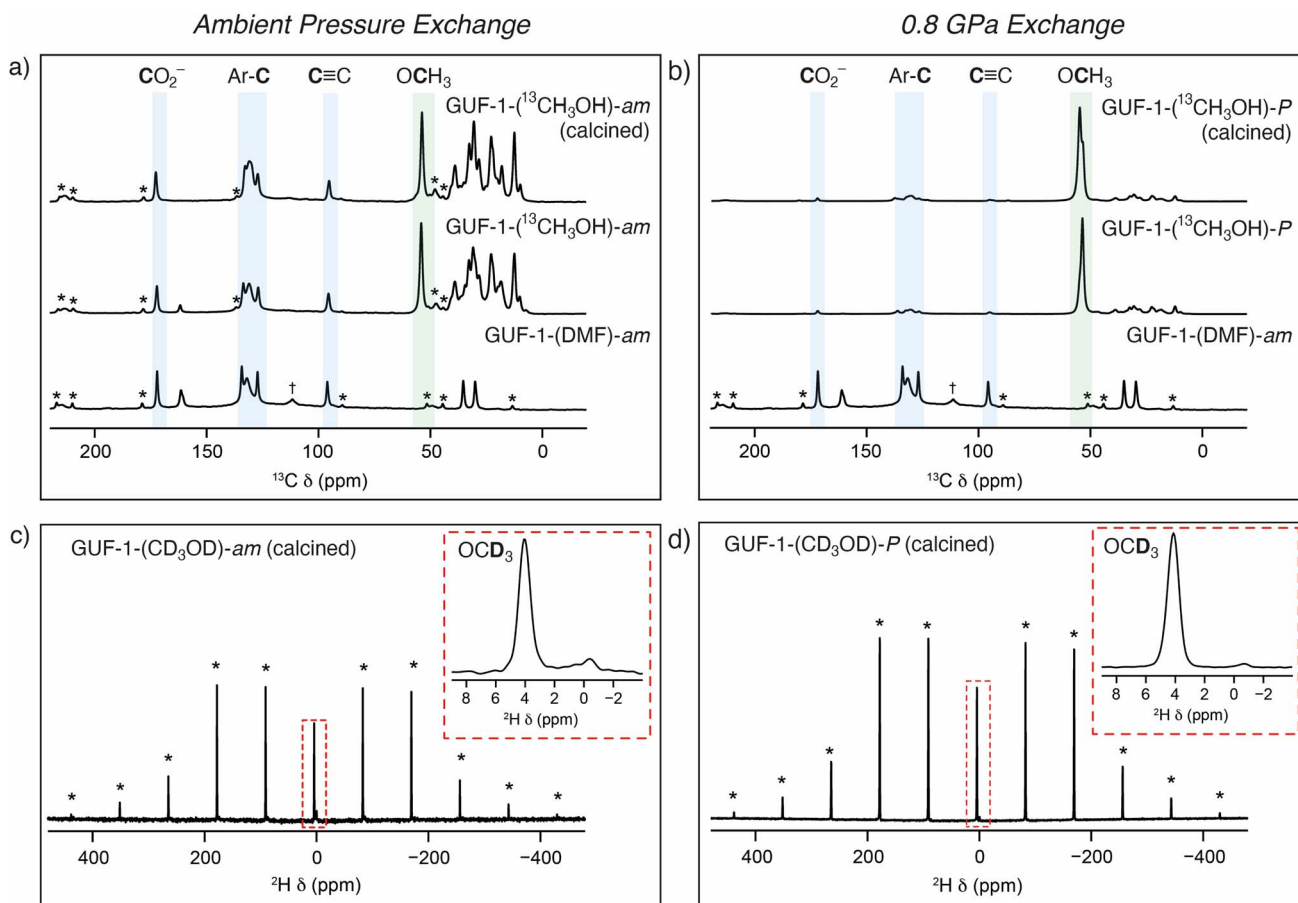 Ambient Pressure Exchange
0.8 GPa Exchange
a)
CO₂⁻ Ar-C C≡C OCH₃
GUF-1-(¹³CH₃OH)-am
(calcined)
* * * * * *
GUF-1-(¹³CH₃OH)-am
* * * * * *
GUF-1-(DMF)-am
* * * † * * * *
200 150 100 50 0
¹³C δ (ppm)
b)
CO₂⁻ Ar-C C≡C OCH₃
GUF-1-(¹³CH₃OH)-P
(calcined)
GUF-1-(¹³CH₃OH)-P
GUF-1-(DMF)-am
* * * † * * * *
200 150 100 50 0
¹³C δ (ppm)
c)
GUF-1-(CD₃OD)-am (calcined)
OCD₃
8 6 4 2 0 −2
²H δ (ppm)
* * * * * * * * * *
400 200 0 −200 −400
²H δ (ppm)
d)
GUF-1-(CD₃OD)-P (calcined)
OCD₃
8 6 4 2 0 −2
²H δ (ppm)
* * * * * * * * * *
400 200 0 −200 −400
²H δ (ppm)